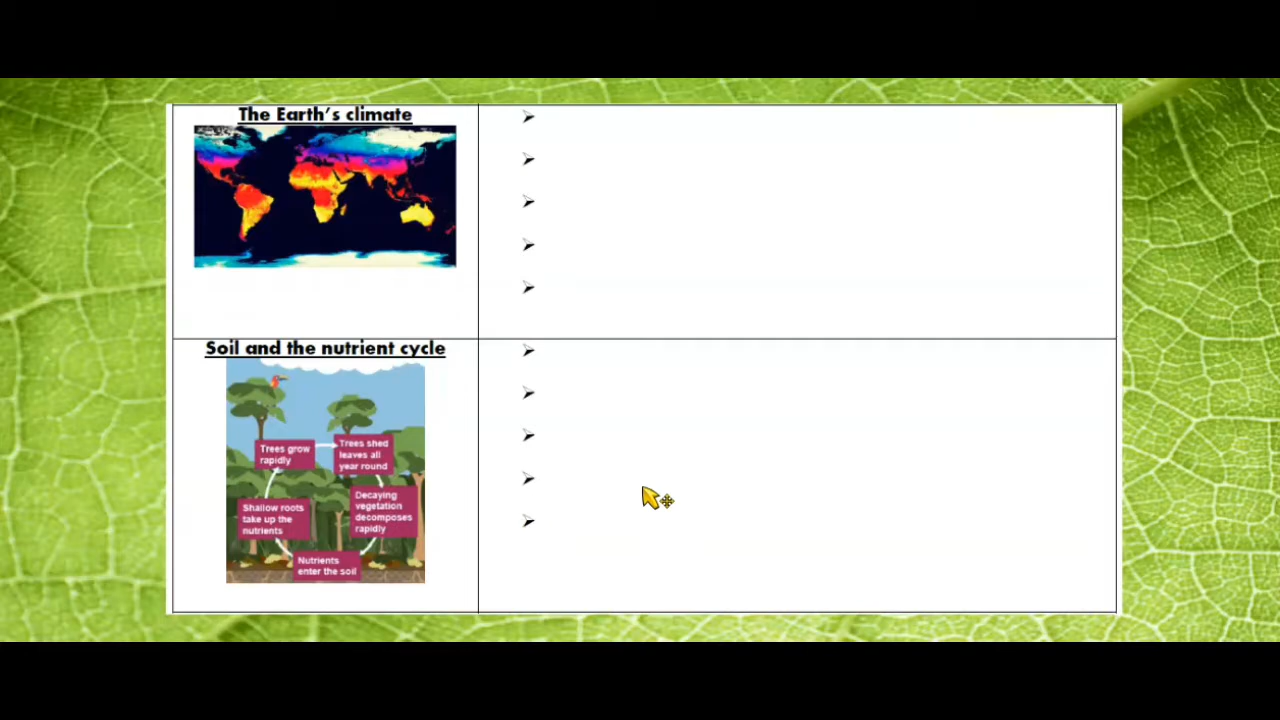 The Earth's climate
Soil and the nutrient cycle
Trees grow
rapidly
Trees shed
leaves all
year round
Decaying
vegetation
decomposes
rapidly
Nutrients
enter the soil
Shallow roots
take up the
nutrients